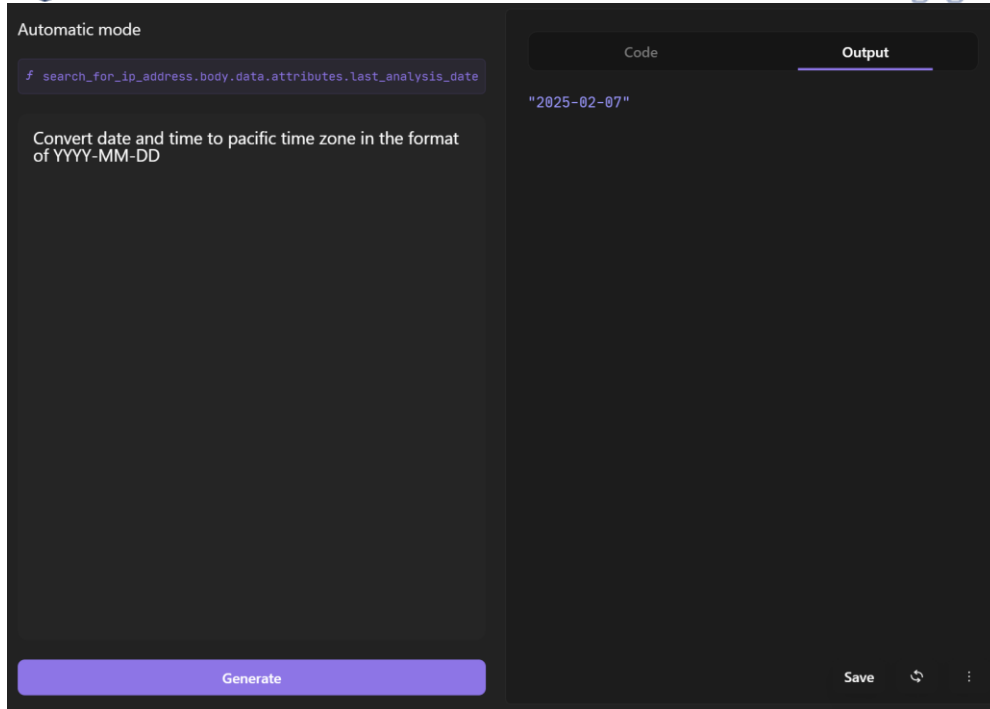 Automatic mode
Code
Output
f search_for_ip_address.body.data.attributes.last_analysis_date
"2025-02-07"
Convert date and time to pacific time zone in the format
of YYYY-MM-DD
Generate
Save